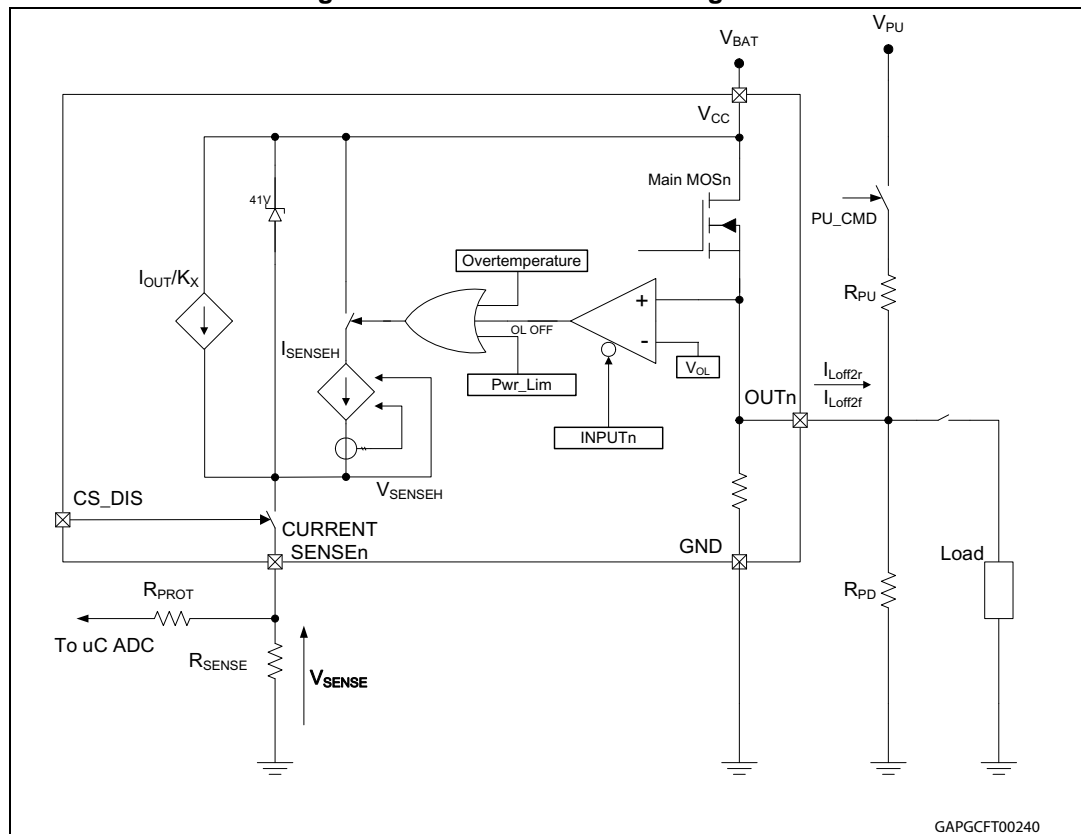 V_BAT
V_PU
V_CC
Main MOSn
41V
PU_CMD
Overtemperature
I_OUT/K_X
R_PU
+
OL OFF
-
I_SENSEH
V_OL
Pwr_Lim
I_Loff2r
OUTn
I_Loff2f
INPUTn
V_SENSEH
CS_DIS
CURRENT
SENSEn
GND
Load
R_PROT
R_PD
To uC ADC
R_SENSE
V_SENSE
GAPGCFT00240